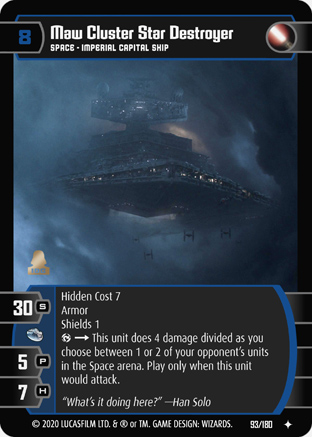 8 Maw Cluster Star Destroyer
SPACE · IMPERIAL CAPITAL SHIP
30 S
5 P
7 H
Hidden Cost 7
Armor
Shields 1
→ This unit does 4 damage divided as you
choose between 1 or 2 of your opponent's units
in the Space arena. Play only when this unit
would attack.
"What's it doing here?" —Han Solo
© 2020 LUCASFILM LTD. & ® or TM. GAME DESIGN: WIZARDS. 93/180